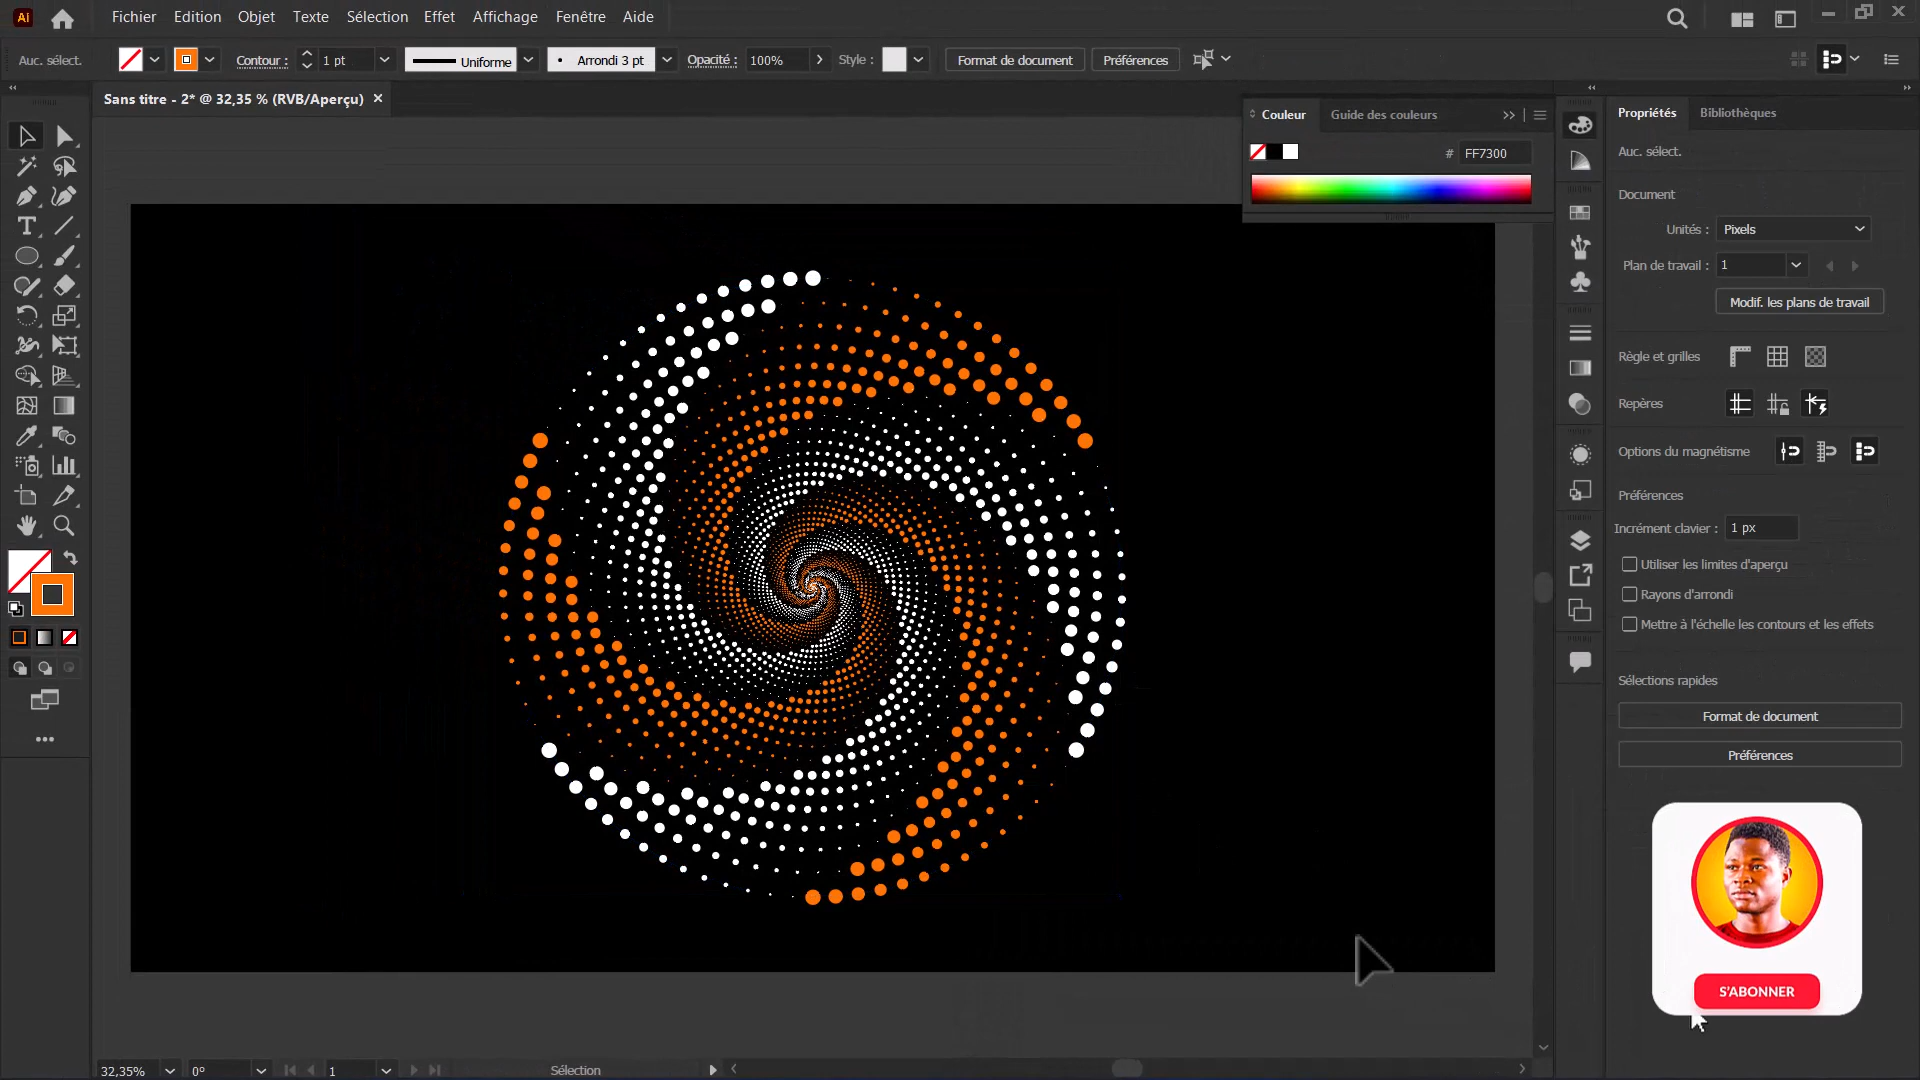 Ai Fichier Edition Objet Texte Sélection Effet Affichage Fenêtre Aide
Auc. sélect. Contour : 1 pt Uniforme Arrondi 3 pt Opacité : 100% Style : Format de document Préférences
Sans titre - 2* @ 32,35 % (RVB/Aperçu) ×
Couleur Guide des couleurs
# FF7300
Propriétés Bibliothèques
Auc. sélect.
Document
Unités : Pixels
Plan de travail : 1
Modif. les plans de travail
Règle et grilles
Repères
Options du magnétisme
Préférences
Incrément clavier : 1 px
Utiliser les limites d'aperçu
Rayons d'arrondi
Mettre à l'échelle les contours et les effets
Sélections rapides
Format de document
Préférences
S'ABONNER
32,35% 0° 1 Sélection